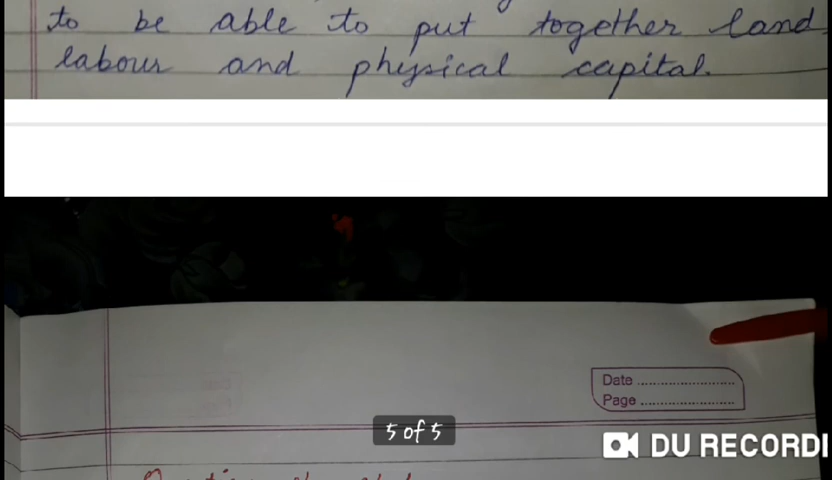 to be able to put together land
labour and physical capital.
Date
Page
5 of 5
DU RECORDI